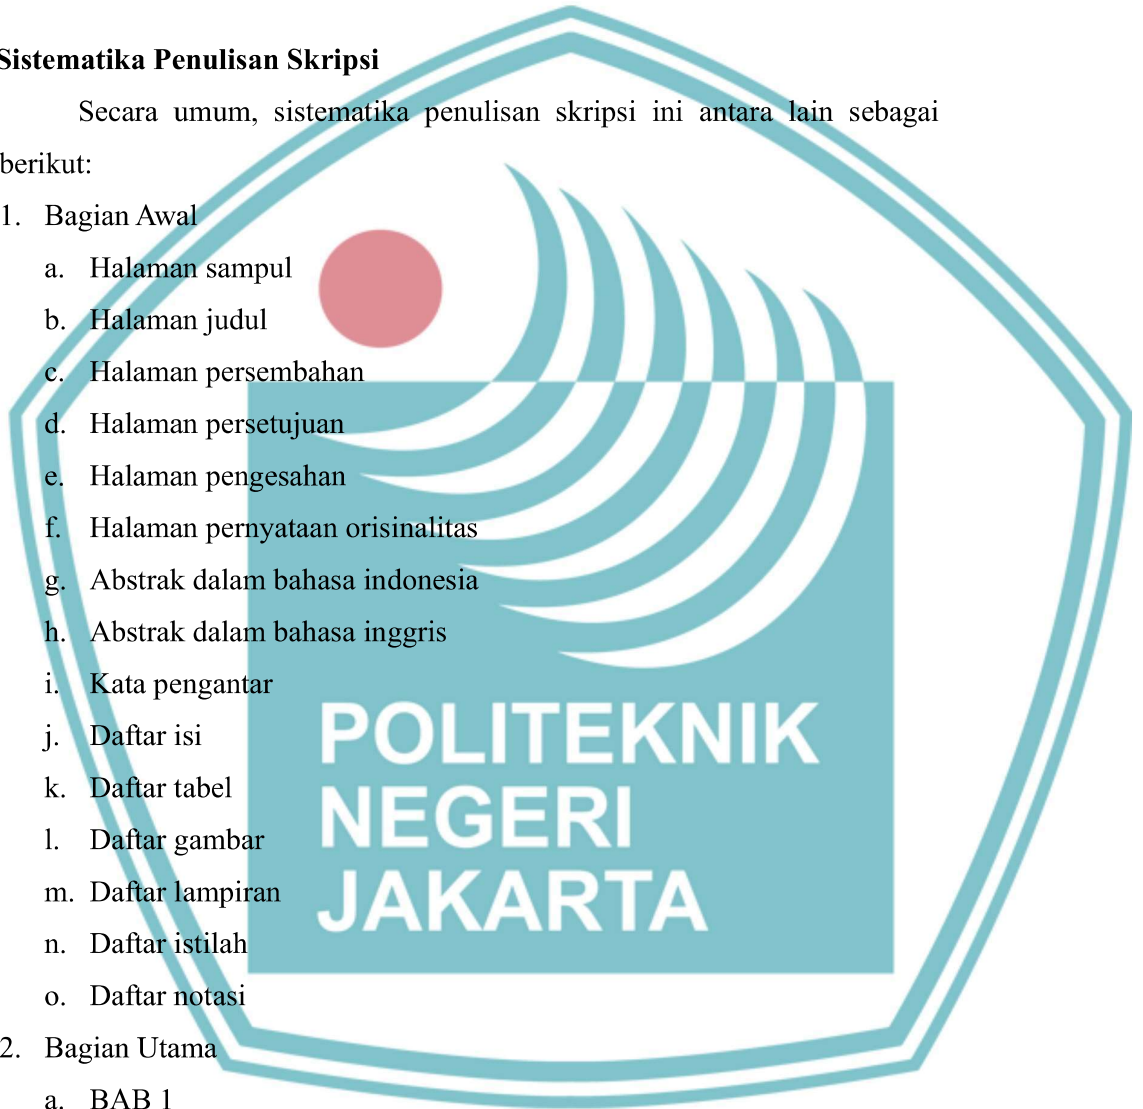 Sistematika Penulisan Skripsi
Secara umum, sistematika penulisan skripsi ini antara lain sebagai
berikut:
1. Bagian Awal
a. Halaman sampul
b. Halaman judul
c. Halaman persembahan
d. Halaman persetujuan
e. Halaman pengesahan
f. Halaman pernyataan orisinalitas
g. Abstrak dalam bahasa indonesia
h. Abstrak dalam bahasa inggris
i. Kata pengantar
j. Daftar isi
k. Daftar tabel
l. Daftar gambar
m. Daftar lampiran
n. Daftar istilah
o. Daftar notasi
2. Bagian Utama
a. BAB 1
POLITEKNIK
NEGERI
JAKARTA